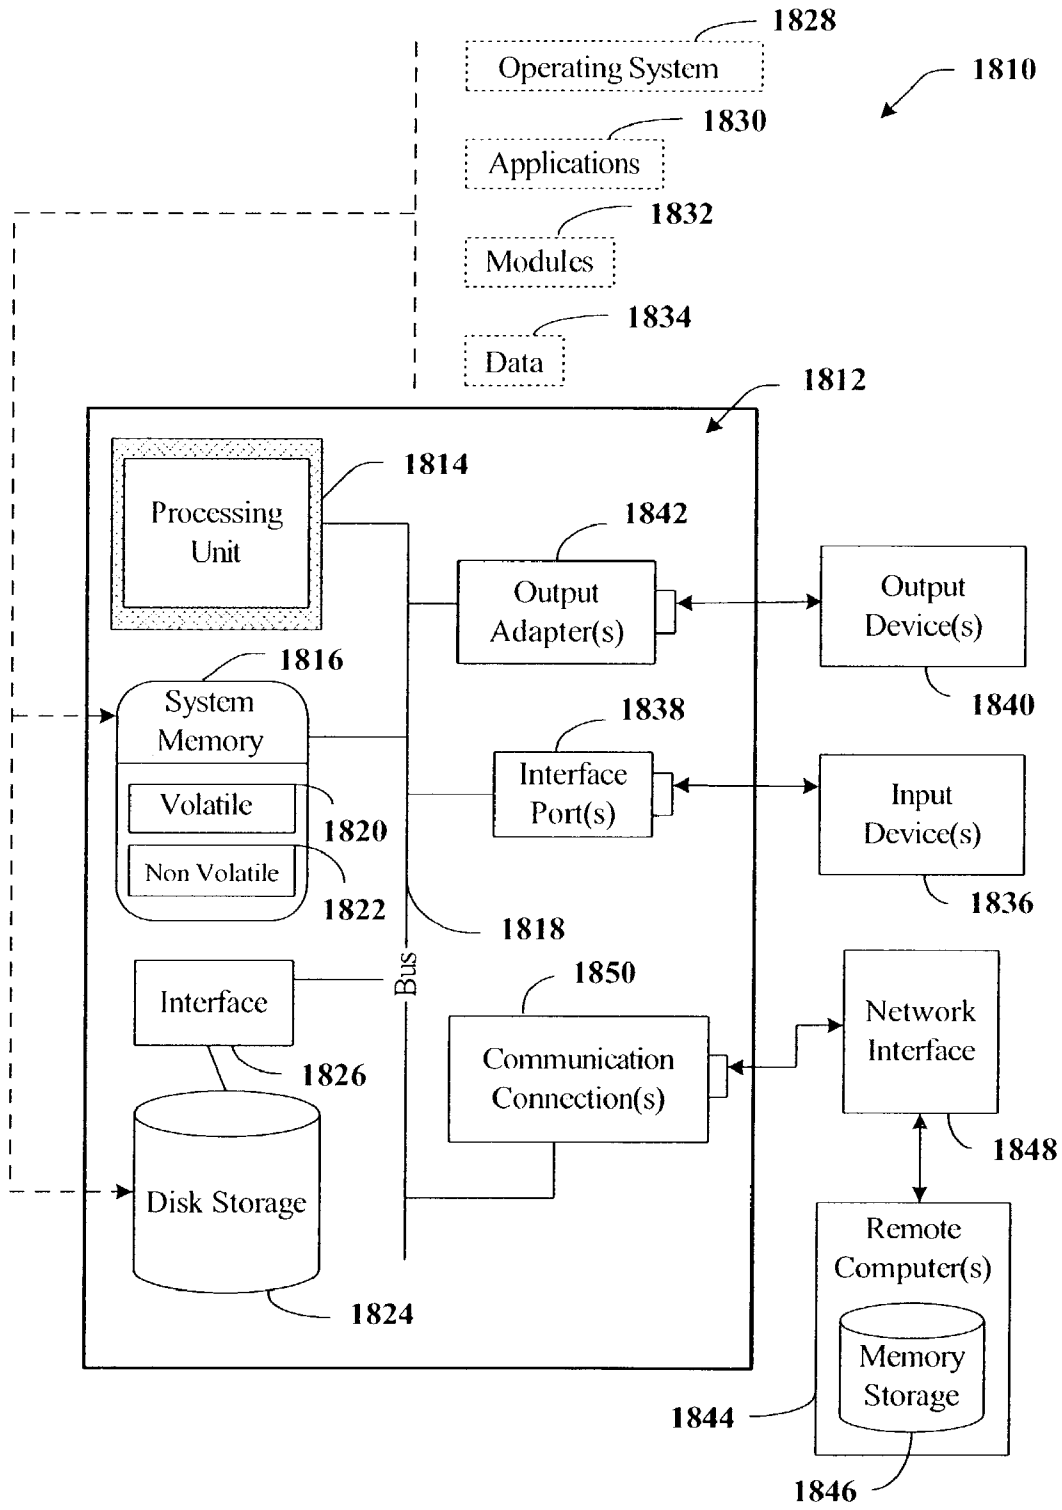 1828
Operating System
1810
1830
Applications
1832
Modules
1834
Data
1812
1814
Processing
Unit
1842
Output
Adapter(s)
Output
Device(s)
1840
1816
System
Memory
Volatile
1820
Non Volatile
1822
1838
Interface
Port(s)
Input
Device(s)
1836
1818
Bus
Interface
1826
1850
Communication
Connection(s)
Network
Interface
1848
Disk Storage
1824
Remote
Computer(s)
Memory
Storage
1844
1846